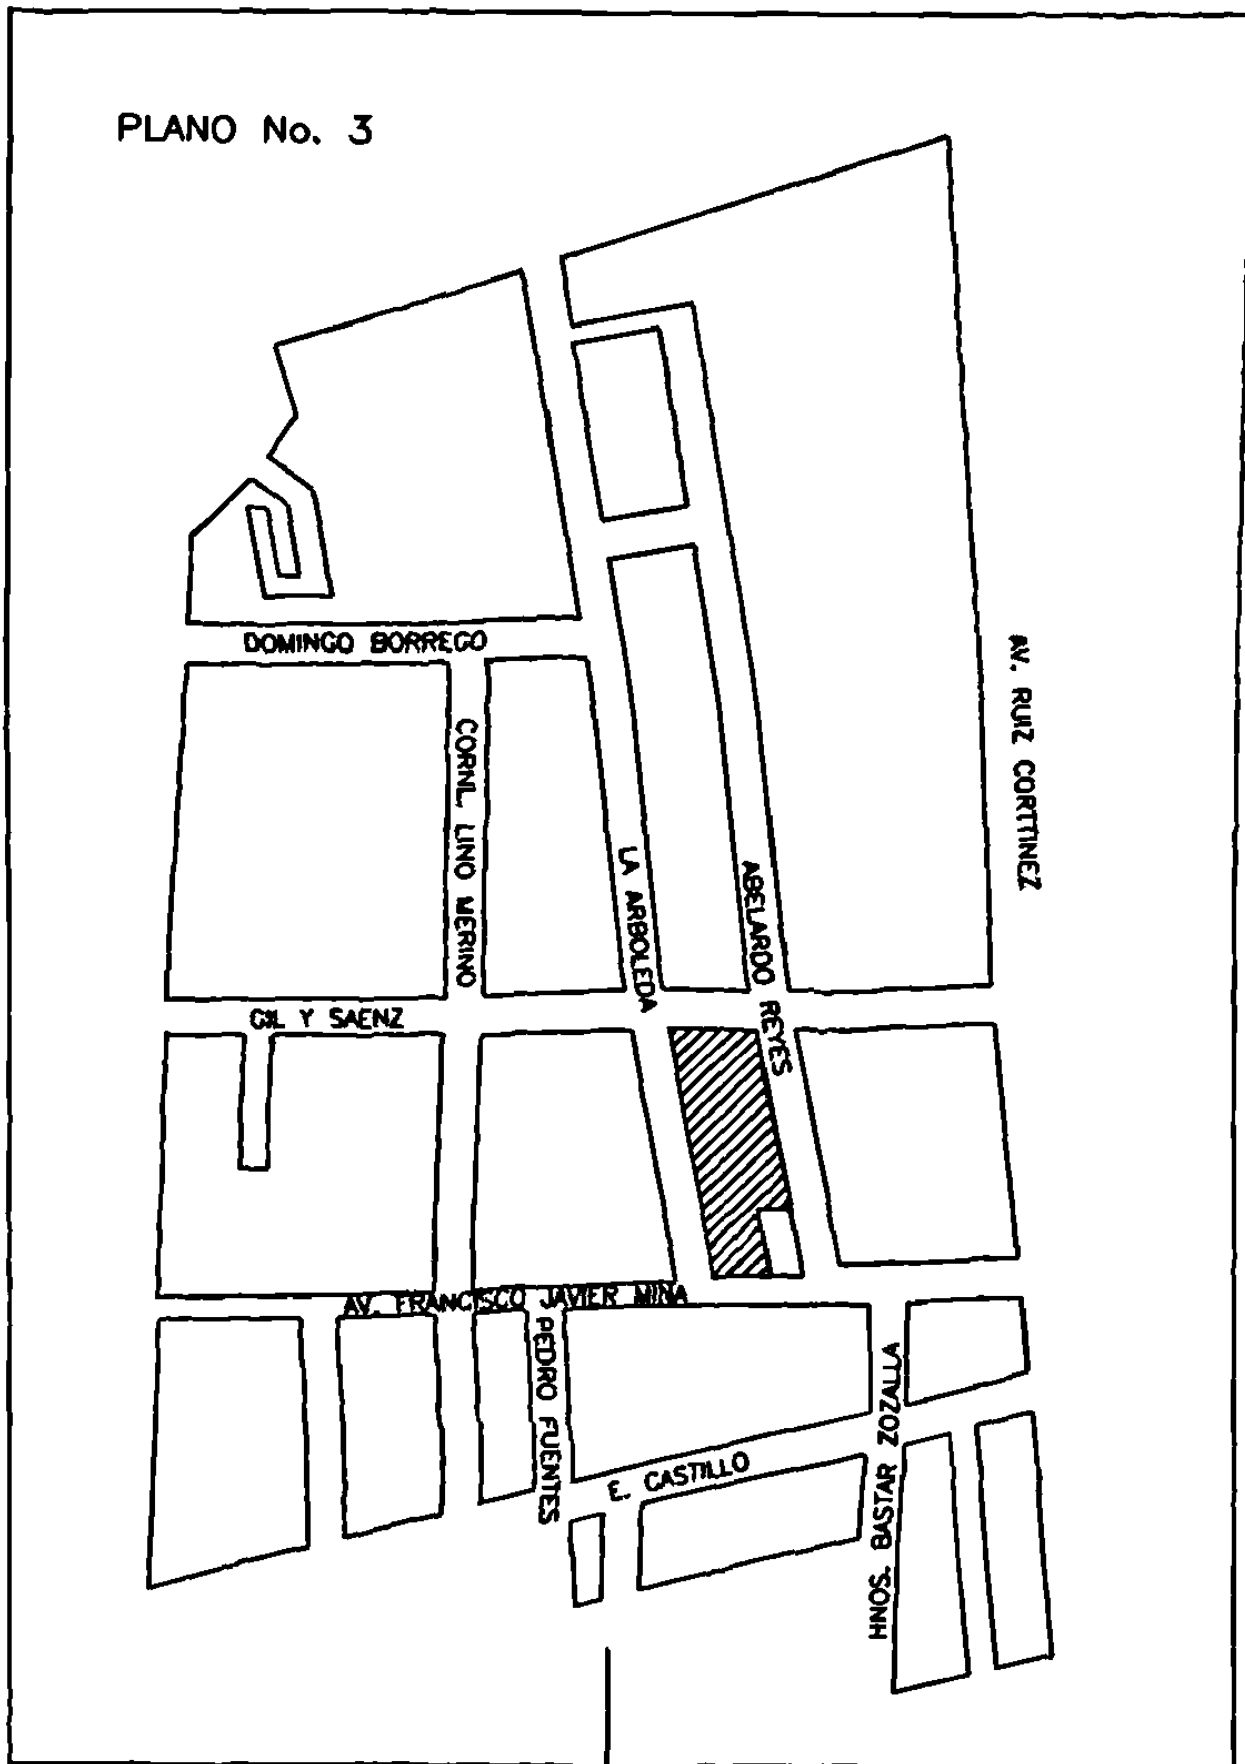 PLANO No. 3
DOMINGO BORREGO
AV. RUIZ CORTTINEZ
CORNL. LINO MERINO
LA ARBOLEDA
ABELARDO REYES
GIL Y SAENZ
AV. FRANCISCO JAVIER MINA
PEDRO FUENTES
HNOS. BASTAR ZOZALLA
E. CASTILLO